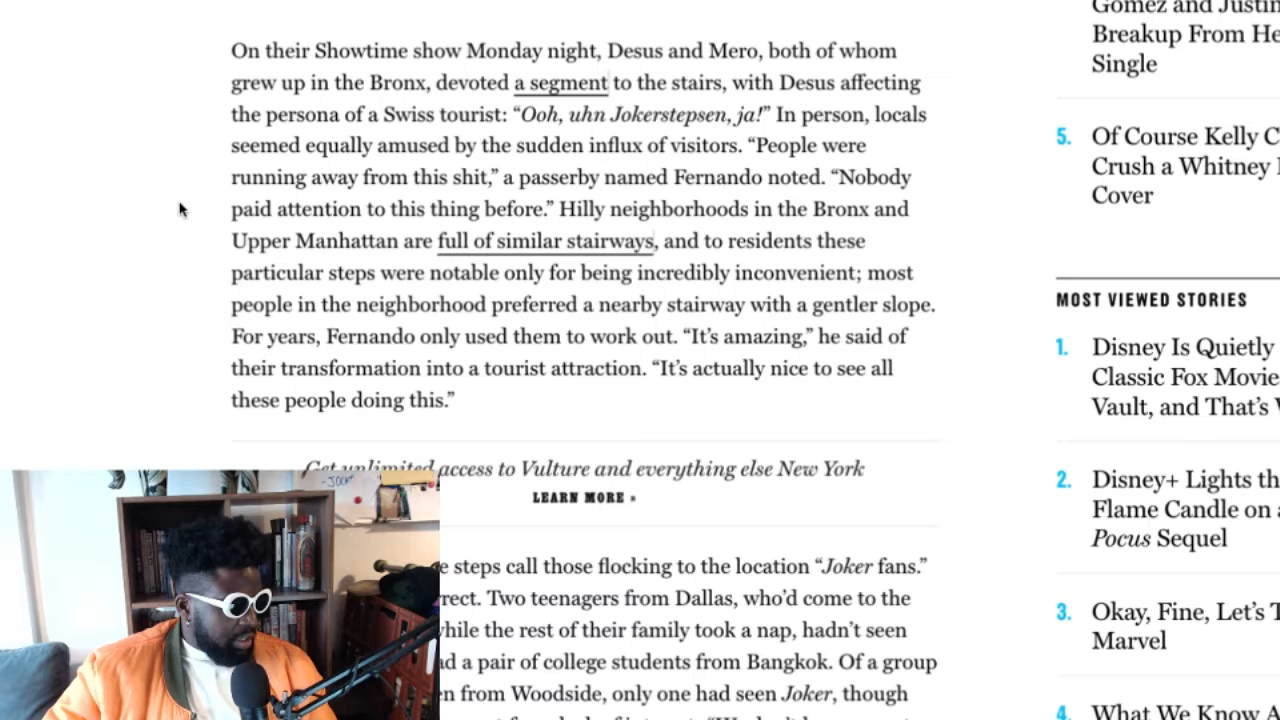 On their Showtime show Monday night, Desus and Mero, both of whom
grew up in the Bronx, devoted a segment to the stairs, with Desus affecting
the persona of a Swiss tourist: “Ooh, uhn Jokerstepsen, ja!” In person, locals
seemed equally amused by the sudden influx of visitors. “People were
running away from this shit,” a passerby named Fernando noted. “Nobody
paid attention to this thing before.” Hilly neighborhoods in the Bronx and
Upper Manhattan are full of similar stairways, and to residents these
particular steps were notable only for being incredibly inconvenient; most
people in the neighborhood preferred a nearby stairway with a gentler slope.
For years, Fernando only used them to work out. “It’s amazing,” he said of
their transformation into a tourist attraction. “It’s actually nice to see all
these people doing this.”
Get unlimited access to Vulture and everything else New York
LEARN MORE »
steps call those flocking to the location “Joker fans.”
Two teenagers from Dallas, who’d come to the
while the rest of their family took a nap, hadn’t seen
a pair of college students from Bangkok. Of a group
from Woodside, only one had seen Joker, though
Gomez and Justin
Breakup From He
Single
5. Of Course Kelly C
Crush a Whitney
Cover
MOST VIEWED STORIES
1. Disney Is Quietly
Classic Fox Movie
Vault, and That’s
2. Disney+ Lights th
Flame Candle on a
Pocus Sequel
3. Okay, Fine, Let’s T
Marvel
4. What We Know A